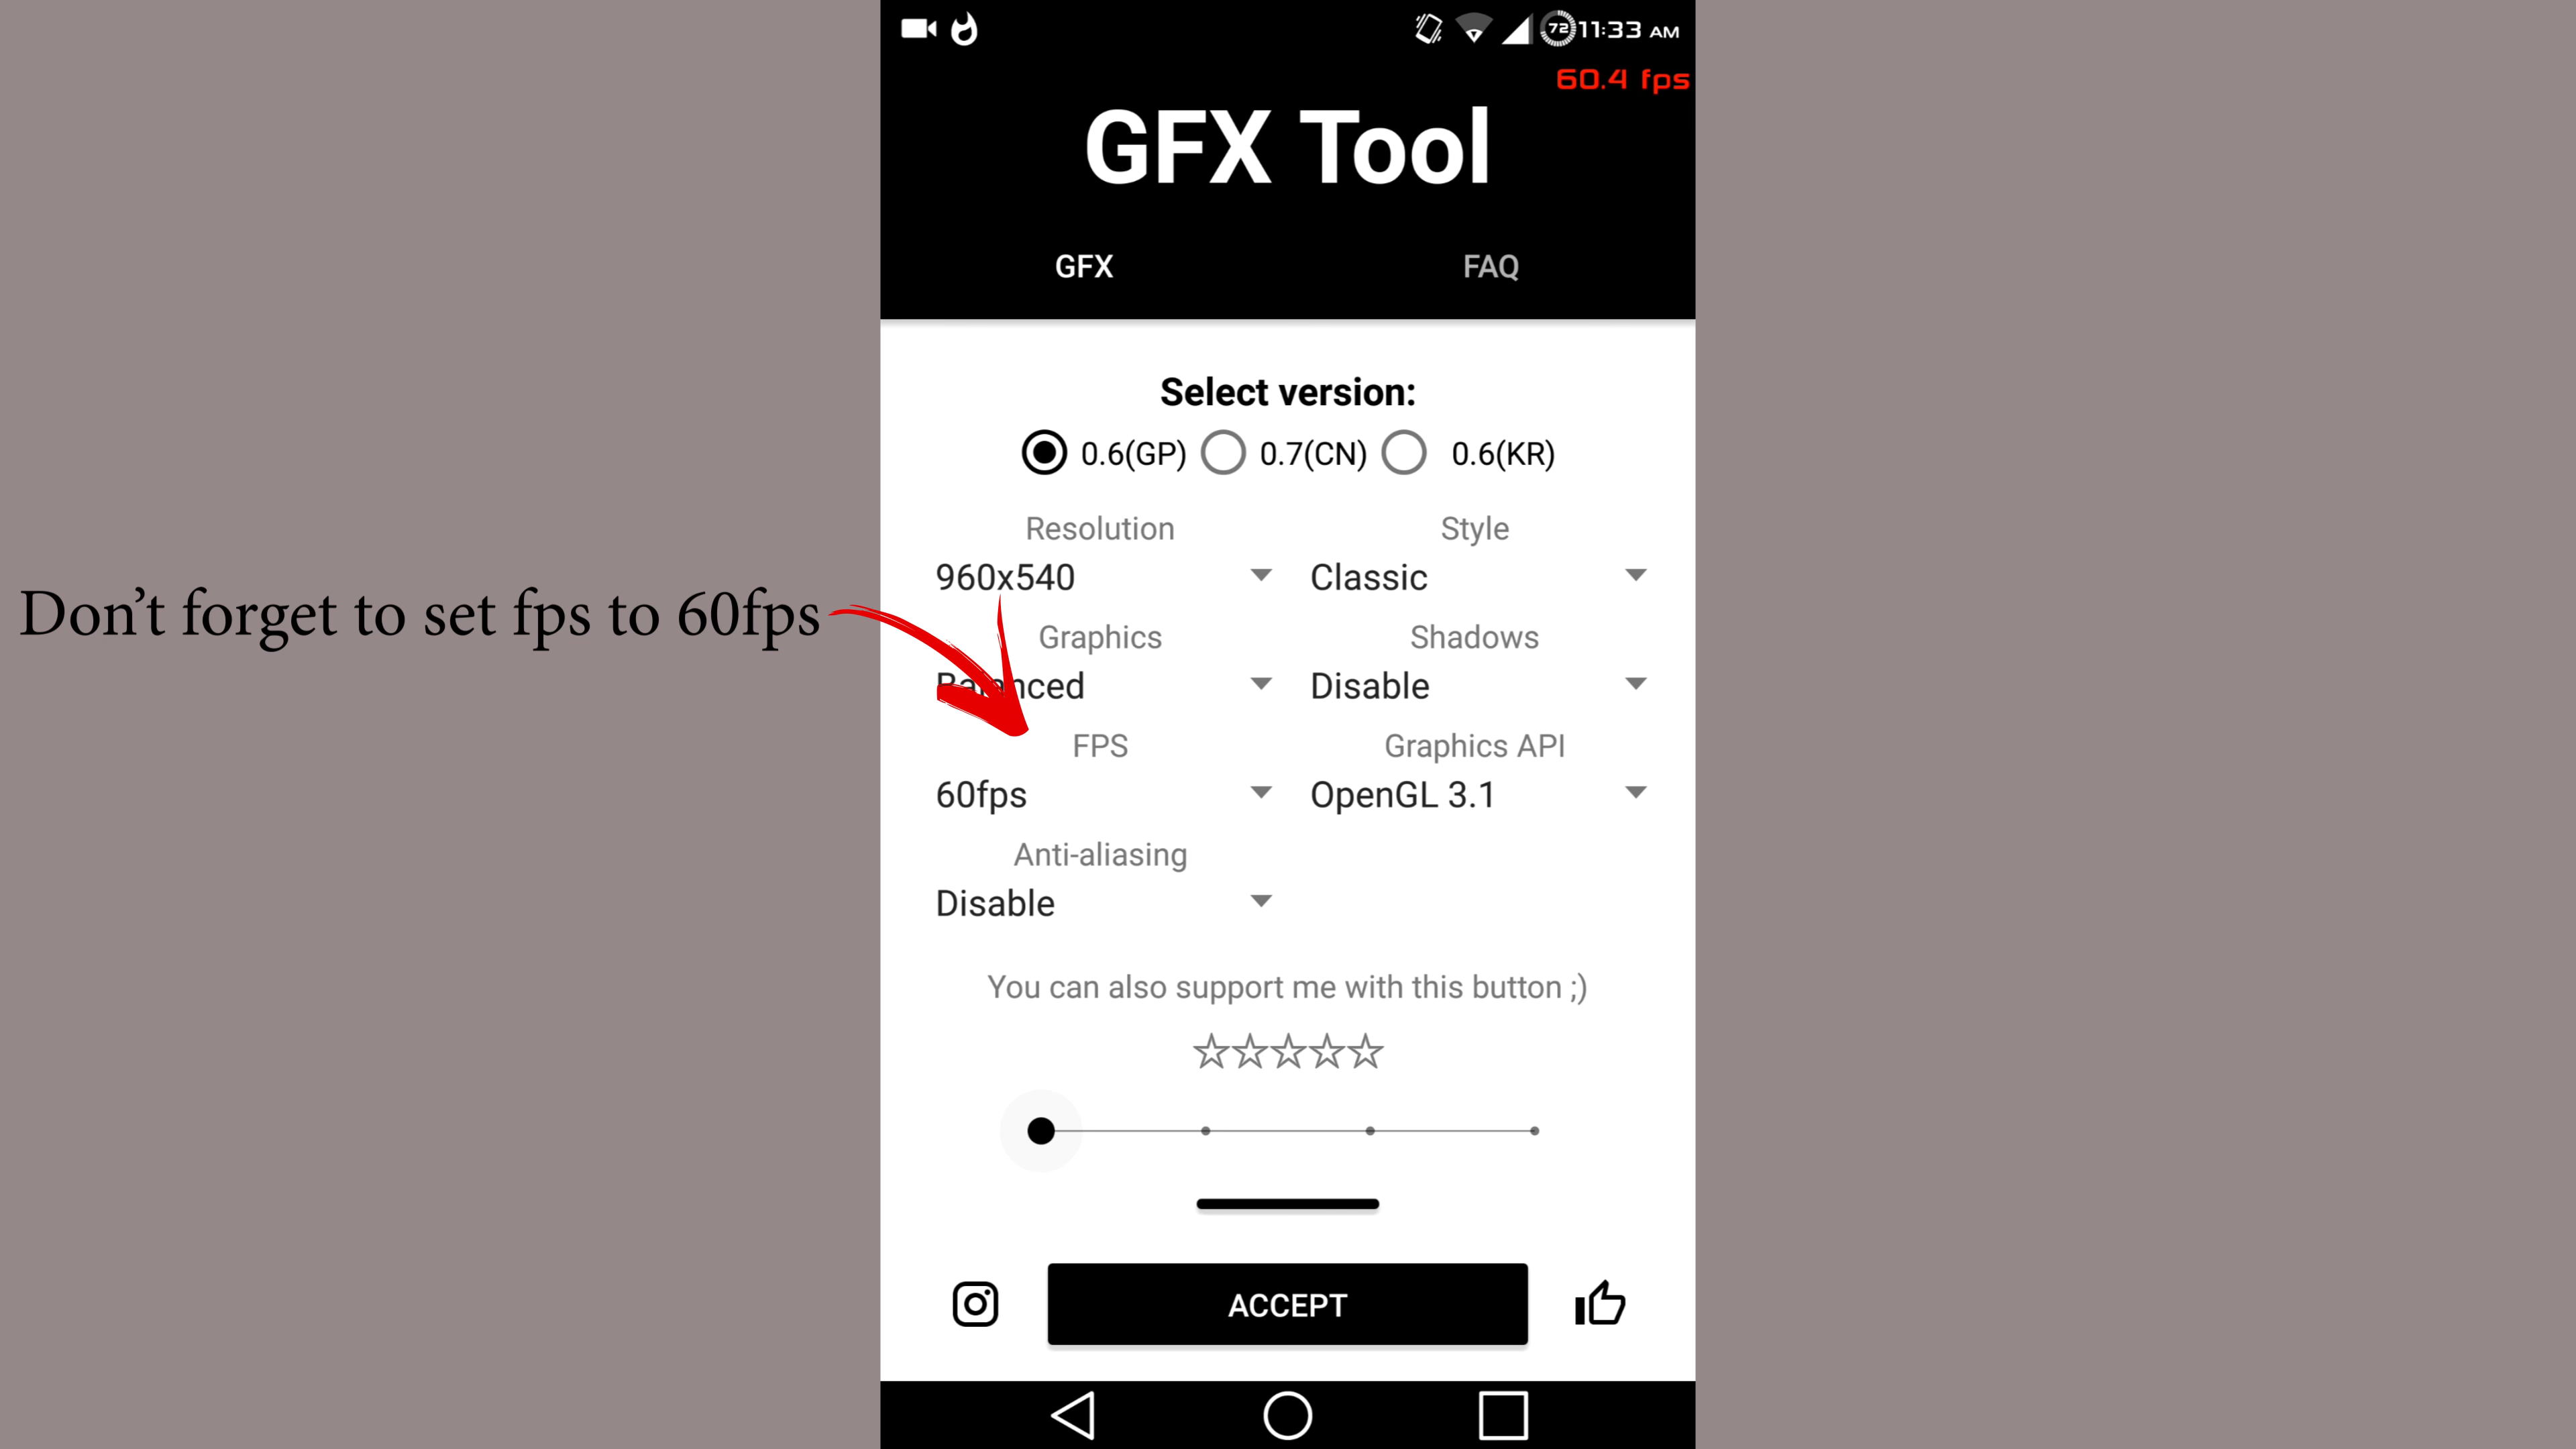 72 11:33 AM
60.4 fps
GFX Tool
GFX FAQ
Select version:
0.6(GP) 0.7(CN) 0.6(KR)
Resolution Style
960x540 Classic
Don't forget to set fps to 60fps
Graphics Shadows
Balanced Disable
FPS Graphics API
60fps OpenGL 3.1
Anti-aliasing
Disable
You can also support me with this button ;)
ACCEPT